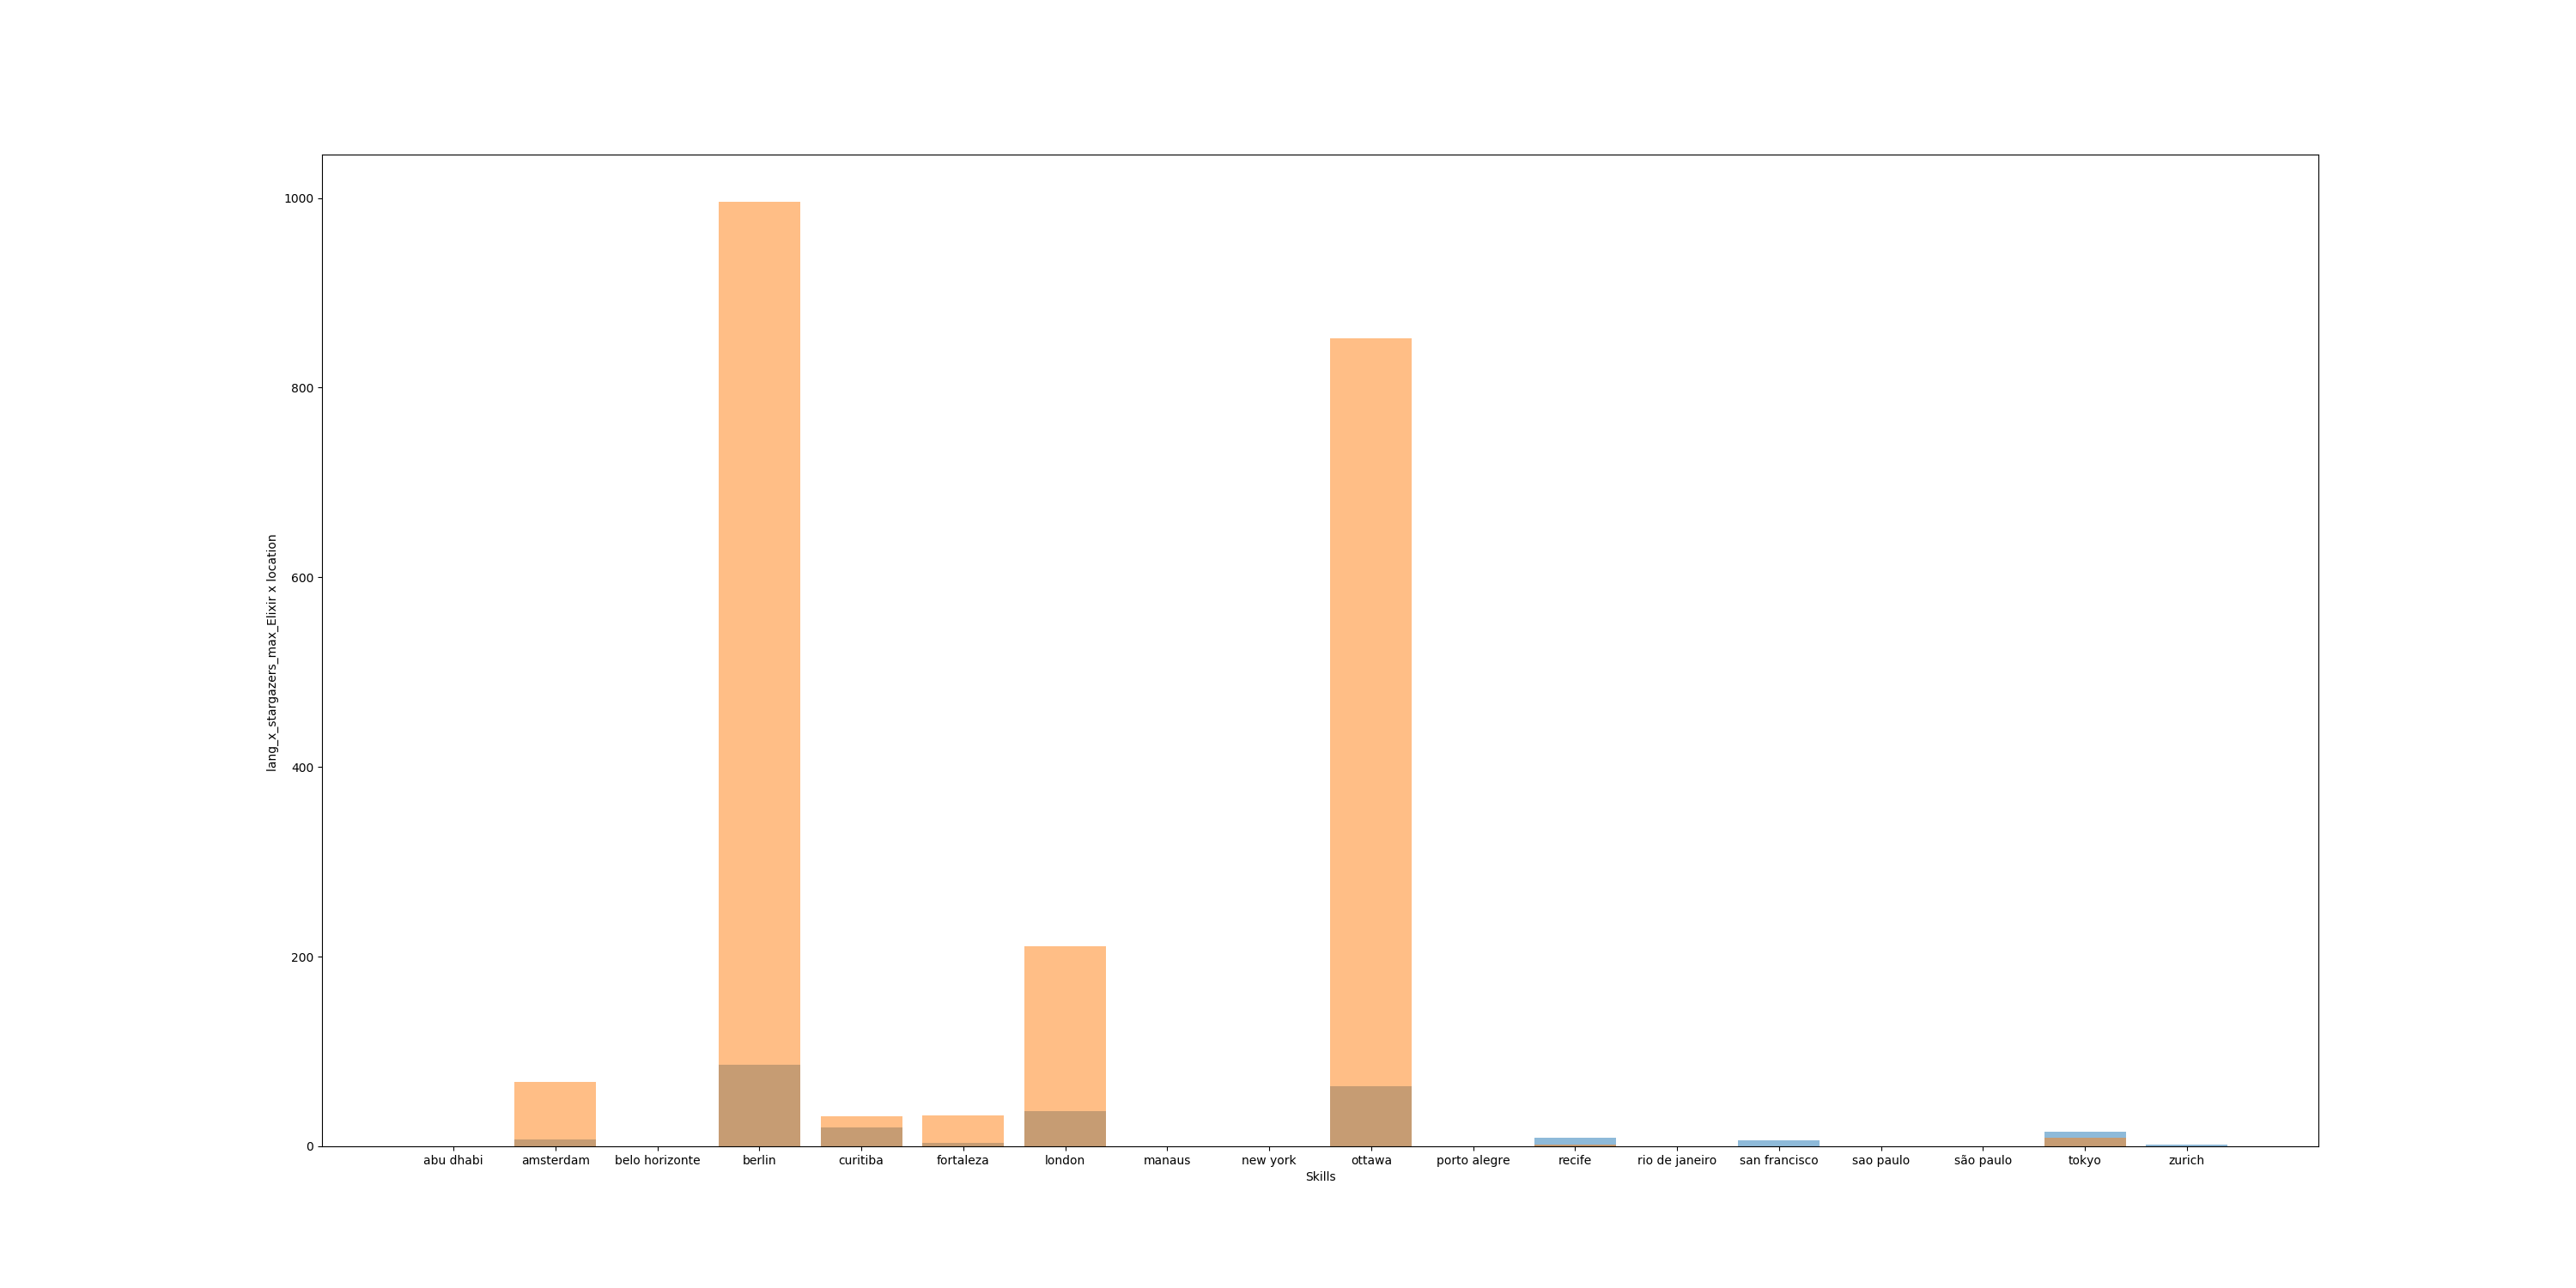 1000
800
600
400
200
0
lang_x_stargazers_max_Elixir x location
abu dhabi amsterdam belo horizonte berlin curitiba fortaleza london manaus new york ottawa porto alegre recife rio de janeiro san francisco sao paulo são paulo tokyo zurich
Skills